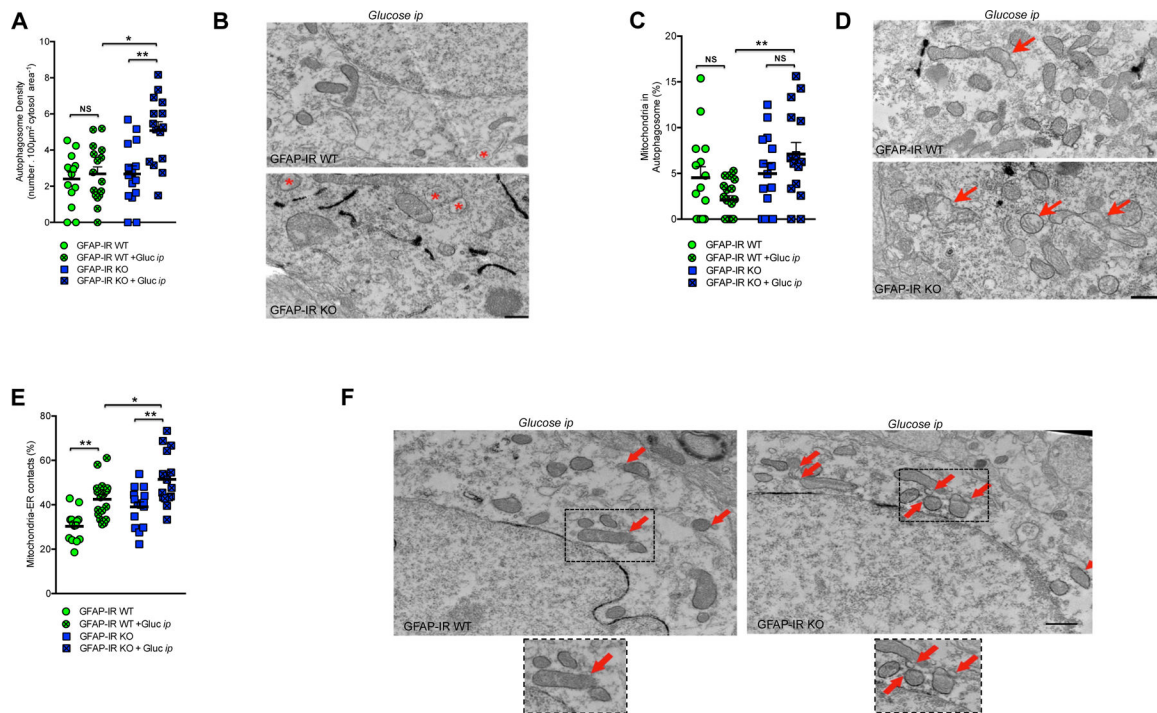 A
*
**
NS
Autophagosome Density
(number . 100µm² cytosol area⁻¹)
10
8
6
4
2
0
GFAP-IR WT
GFAP-IR WT +Gluc ip
GFAP-IR KO
GFAP-IR KO + Gluc ip
B
Glucose ip
GFAP-IR WT
*
*
*
*
GFAP-IR KO
C
**
NS
NS
Mitochondria in
Autophagosome (%)
20
15
10
5
0
GFAP-IR WT
GFAP-IR WT +Gluc ip
GFAP-IR KO
GFAP-IR KO + Gluc ip
D
Glucose ip
GFAP-IR WT
GFAP-IR KO
E
*
**
**
Mitochondria-ER contacts (%)
80
60
40
20
0
GFAP-IR WT
GFAP-IR WT +Gluc ip
GFAP-IR KO
GFAP-IR KO + Gluc ip
F
Glucose ip
Glucose ip
GFAP-IR WT
GFAP-IR KO